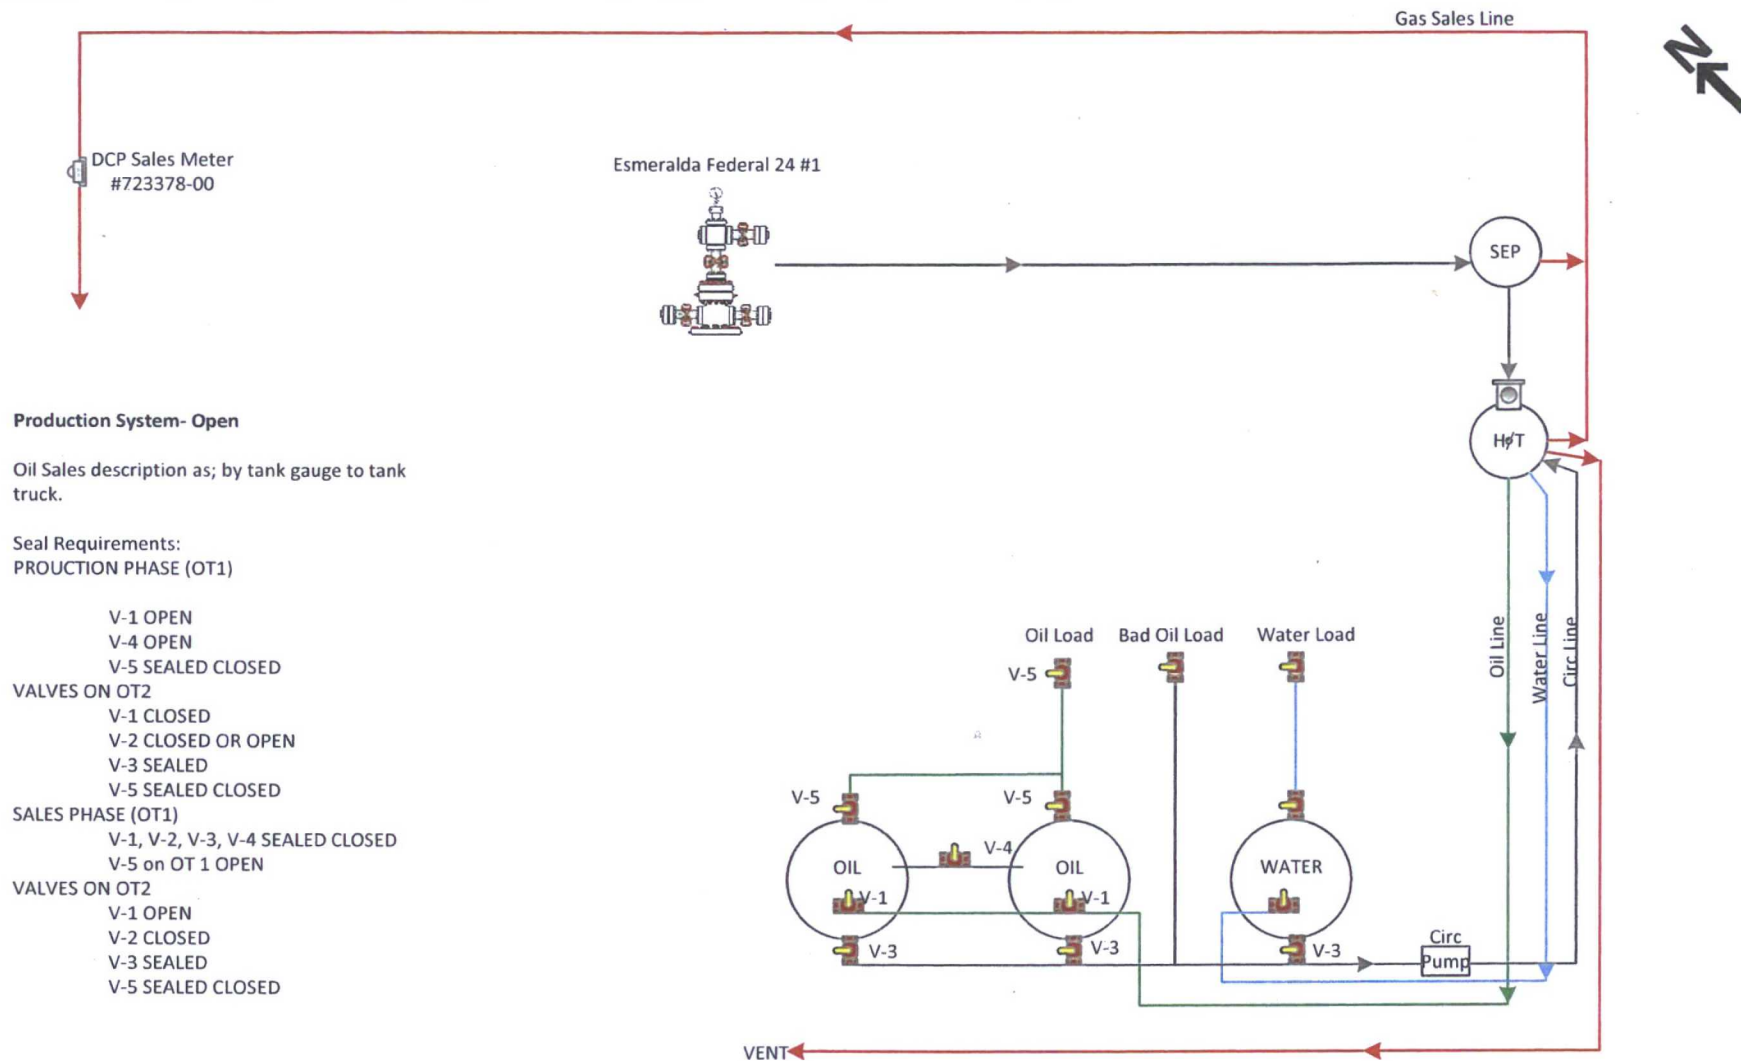 Gas Sales Line
N
DCP Sales Meter
#723378-00
Esmeralda Federal 24 #1
SEP
Production System- Open
H/T
Oil Sales description as; by tank gauge to tank
truck.
Seal Requirements:
PROUCTION PHASE (OT1)
V-1 OPEN
V-4 OPEN
V-5 SEALED CLOSED
VALVES ON OT2
V-1 CLOSED
V-2 CLOSED OR OPEN
V-3 SEALED
V-5 SEALED CLOSED
SALES PHASE (OT1)
V-1, V-2, V-3, V-4 SEALED CLOSED
V-5 on OT 1 OPEN
VALVES ON OT2
V-1 OPEN
V-2 CLOSED
V-3 SEALED
V-5 SEALED CLOSED
Oil Load
Bad Oil Load
Water Load
Oil Line
Water Line
Circ Line
V-5
V-5
V-5
V-4
OIL
OIL
WATER
V-1
V-1
V-3
V-3
V-3
Circ
Pump
VENT